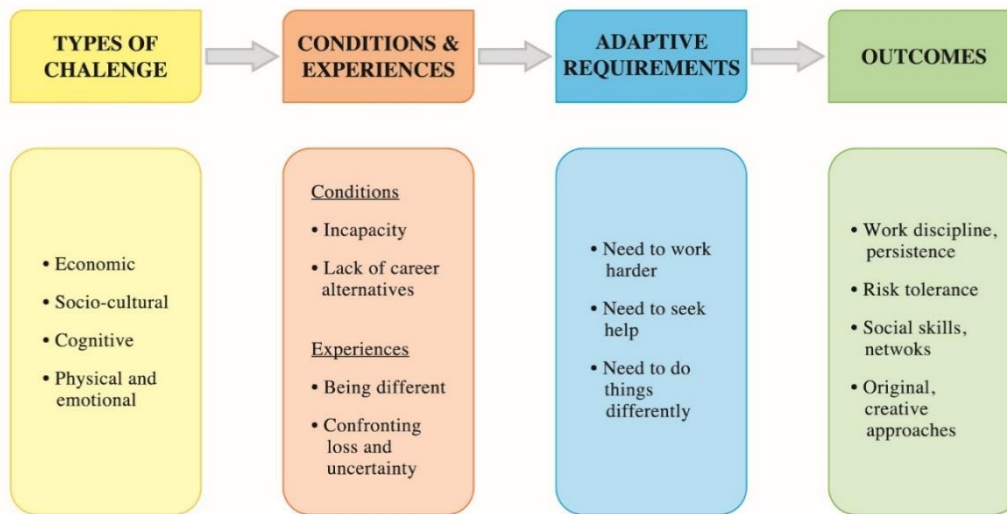 TYPES OF
CHALENGE
CONDITIONS &
EXPERIENCES
ADAPTIVE
REQUIREMENTS
OUTCOMES
• Economic
• Socio-cultural
• Cognitive
• Physical and
emotional
Conditions
• Incapacity
• Lack of career
alternatives
Experiences
• Being different
• Confronting
loss and
uncertainty
• Need to work
harder
• Need to seek
help
• Need to do
things
differently
• Work discipline,
persistence
• Risk tolerance
• Social skills,
netwoks
• Original,
creative
approaches